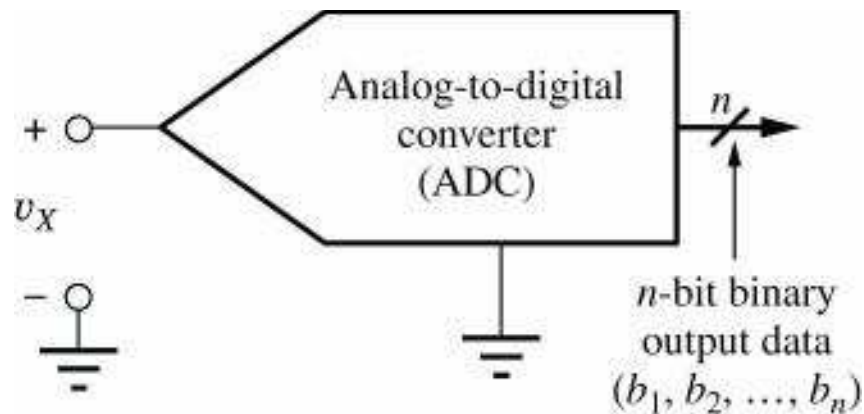 Analog-to-digital
converter
(ADC)
n
+
v_X
−
n-bit binary
output data
(b_1, b_2, ..., b_n)